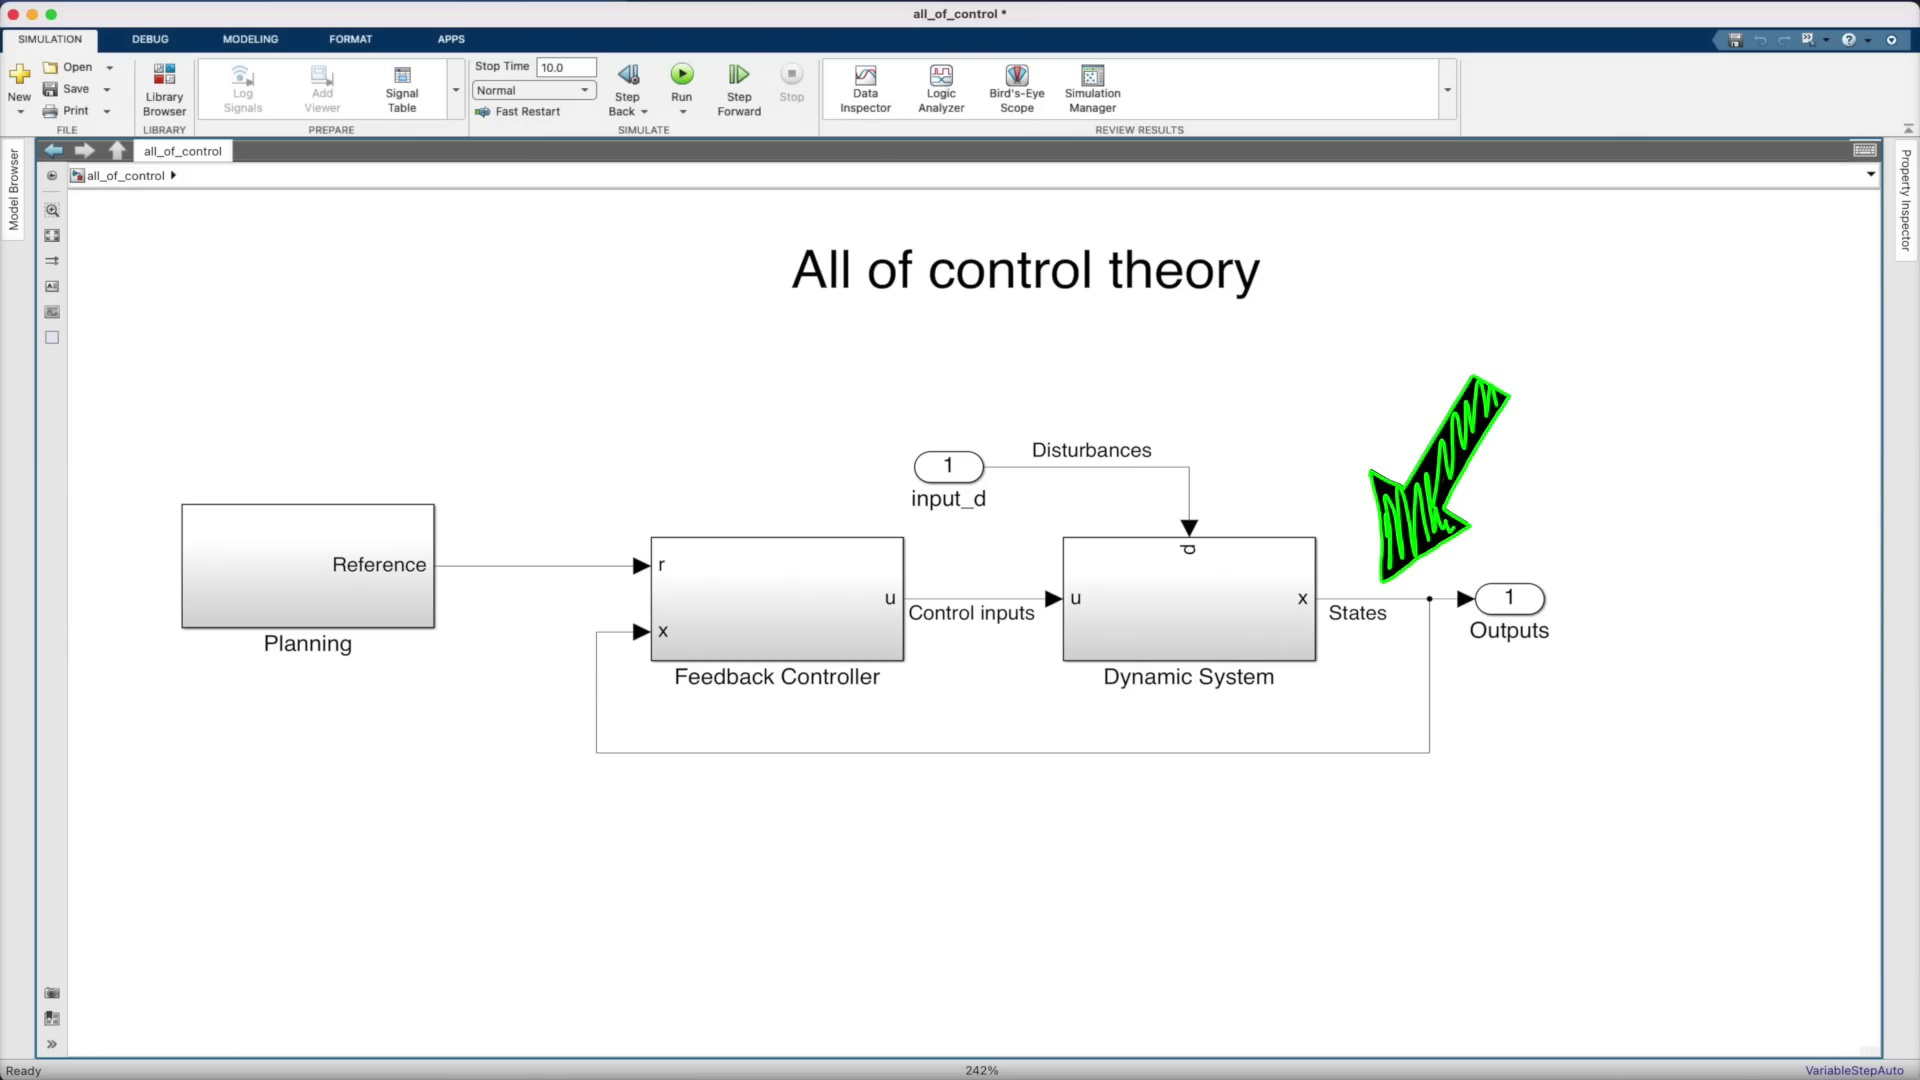 all_of_control *
SIMULATION DEBUG MODELING FORMAT APPS
New
Open
Save
Print
FILE
Library Browser
LIBRARY
Log Signals
Add Viewer
Signal Table
PREPARE
Stop Time 10.0
Normal
Fast Restart
Step Back
Run
Step Forward
Stop
SIMULATE
Data Inspector
Logic Analyzer
Bird's-Eye Scope
Simulation Manager
REVIEW RESULTS
Model Browser
all_of_control
all_of_control
Property Inspector
All of control theory
Disturbances
1
input_d
Reference
Planning
r
x
u
Feedback Controller
Control inputs
d
u
x
Dynamic System
States
1
Outputs
Ready
242%
VariableStepAuto